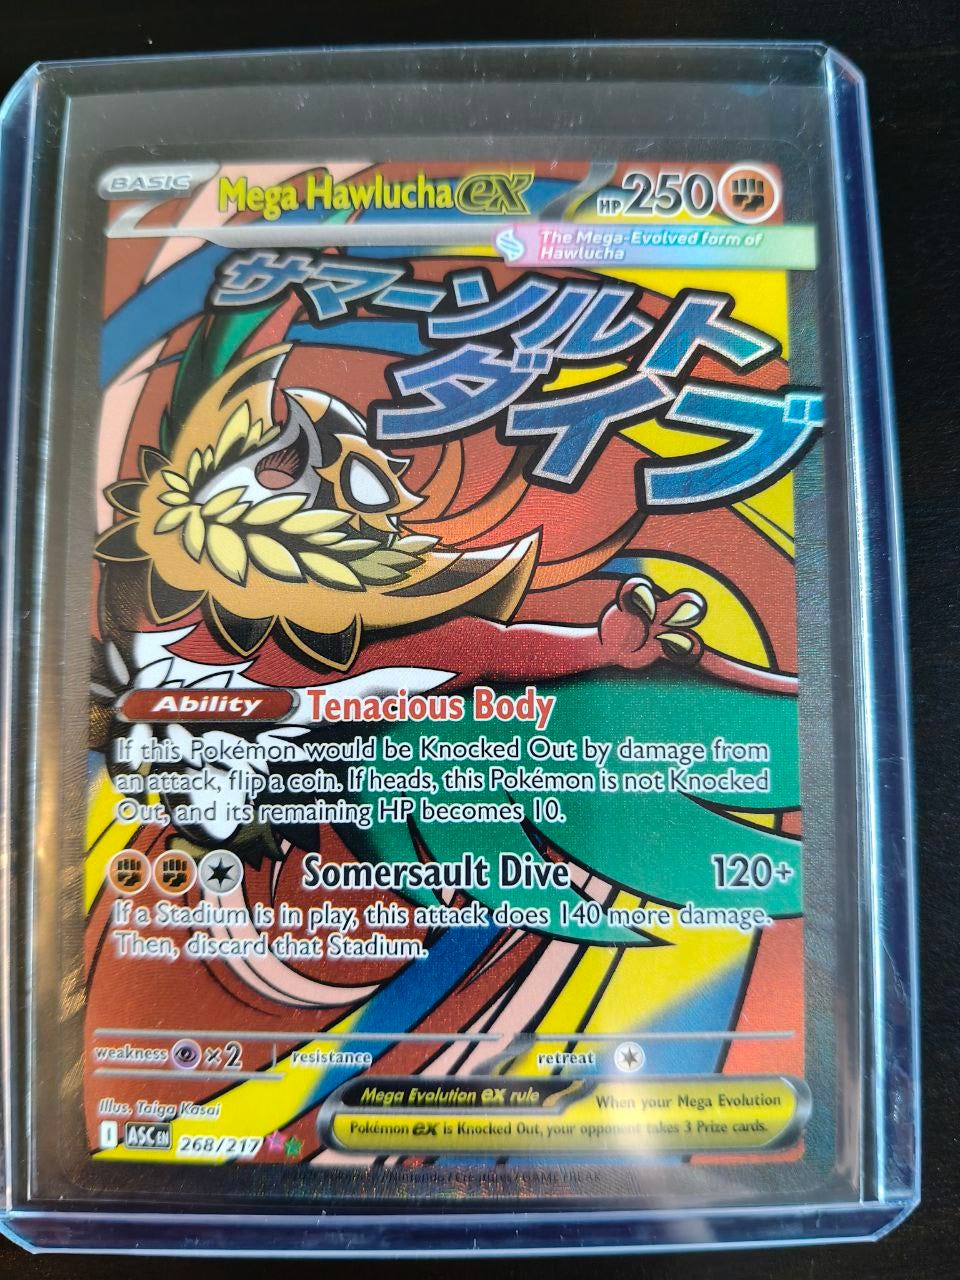 BASIC Mega Hawlucha ex HP 250
The Mega-Evolved form of
Hawlucha
サマーソルト
ダイブ
Ability Tenacious Body
If this Pokémon would be Knocked Out by damage from
an attack, flip a coin. If heads, this Pokémon is not Knocked
Out, and its remaining HP becomes 10.
Somersault Dive 120+
If a Stadium is in play, this attack does 140 more damage.
Then, discard that Stadium.
weakness ×2 resistance retreat
Mega Evolution ex rule When your Mega Evolution
Pokémon ex is Knocked Out, your opponent takes 3 Prize cards.
Illus. Taiga Kasai
I ASC EN 268/217
Nintendo / Creatures / GAME FREAK